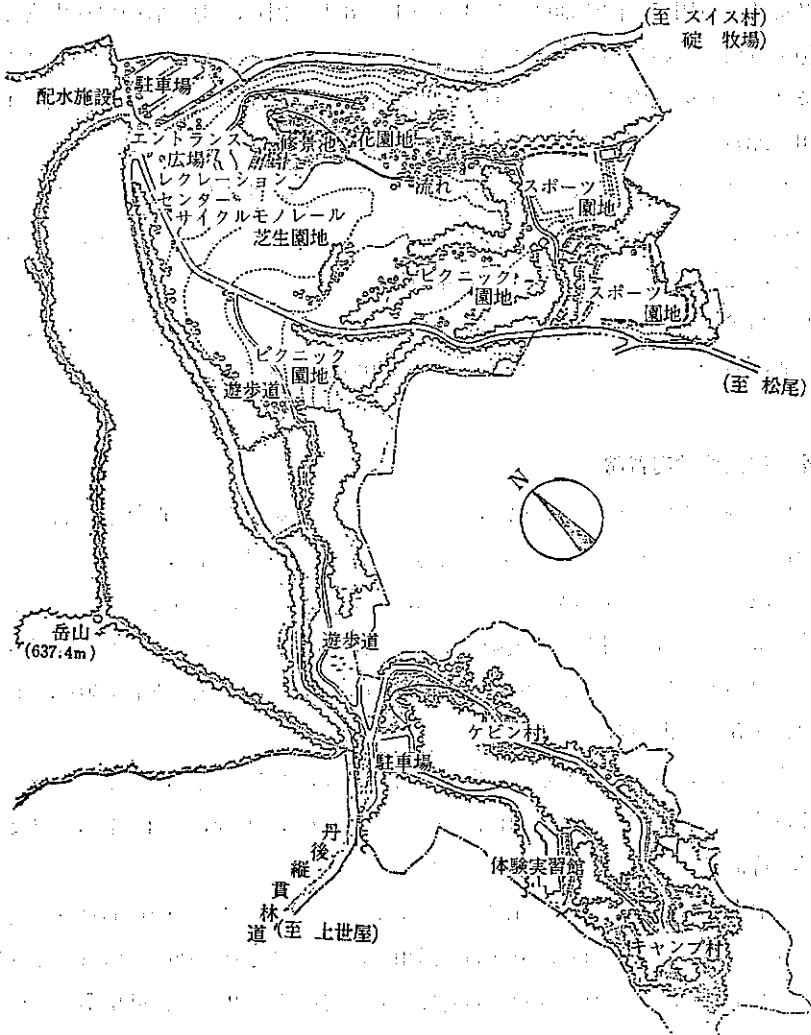 (至 スイス村)
碇 牧場)
駐車場
配水施設
エントランス
広場
修景池
花園地
レクレーション
センター
流れ
スポーツ
園地
サイクルモノレール
芝生園地
ピクニック
園地
スポーツ
園地
ピクニック
園地
遊歩道
(至 松尾)
N
岳山
(637.4m)
遊歩道
ケビン村
駐車場
丹後縦貫林道
体験実習館
(至 上世屋)
キャンプ村